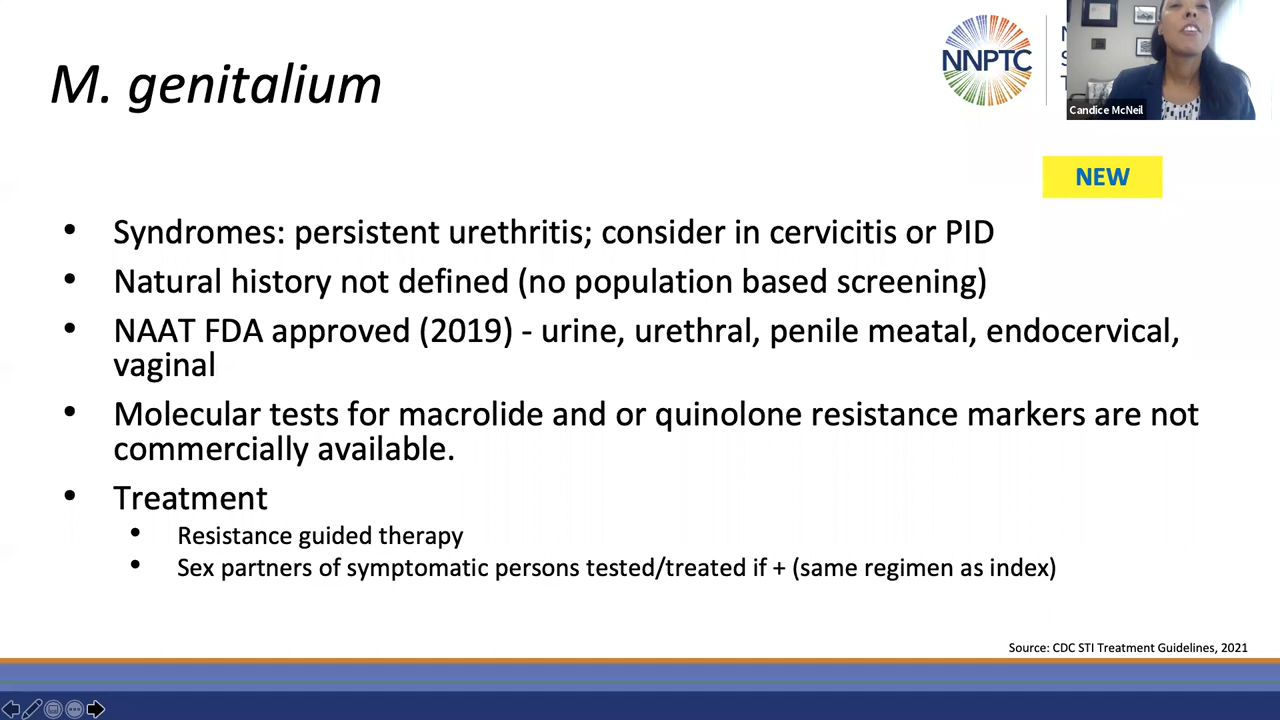 M. genitalium
NNPTC
N
S
T
Candice McNeil
NEW
• Syndromes: persistent urethritis; consider in cervicitis or PID
• Natural history not defined (no population based screening)
• NAAT FDA approved (2019) - urine, urethral, penile meatal, endocervical,
vaginal
• Molecular tests for macrolide and or quinolone resistance markers are not
commercially available.
• Treatment
• Resistance guided therapy
• Sex partners of symptomatic persons tested/treated if + (same regimen as index)
Source: CDC STI Treatment Guidelines, 2021